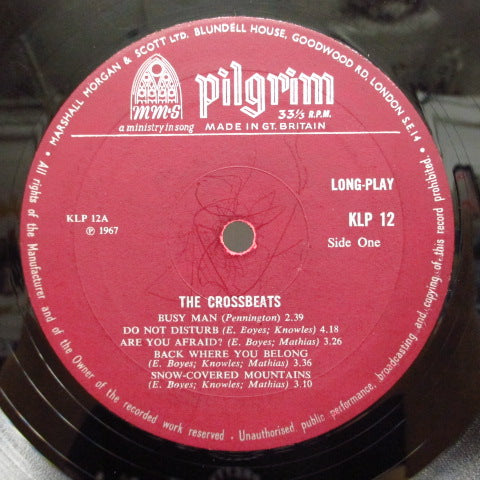 MARSHALL MORGAN & SCOTT LTD. BLUNDELL HOUSE, GOODWOOD RD. LONDON S.E.14
M·M·S
a ministry in song
pilgrim
33⅓ R.P.M.
MADE IN GT. BRITAIN
LONG-PLAY
KLP 12A
KLP 12
℗ 1967
Side One
THE CROSSBEATS
BUSY MAN (Pennington) 2.39
DO NOT DISTURB (E. Eoyes; Knowles) 4.18
ARE YOU AFRAID? (E. Boyes; Mathias) 3.26
BACK WHERE YOU BELONG
(E. Boyes; Knowles; Mathias) 3.36
SNOW-COVERED MOUNTAINS
(E. Boyes; Knowles; Mathias) 3.10
• All rights of the Manufacturer and of the Owner of the recorded work reserved • Unauthorised public performance, broadcasting and copying of this record prohibited.